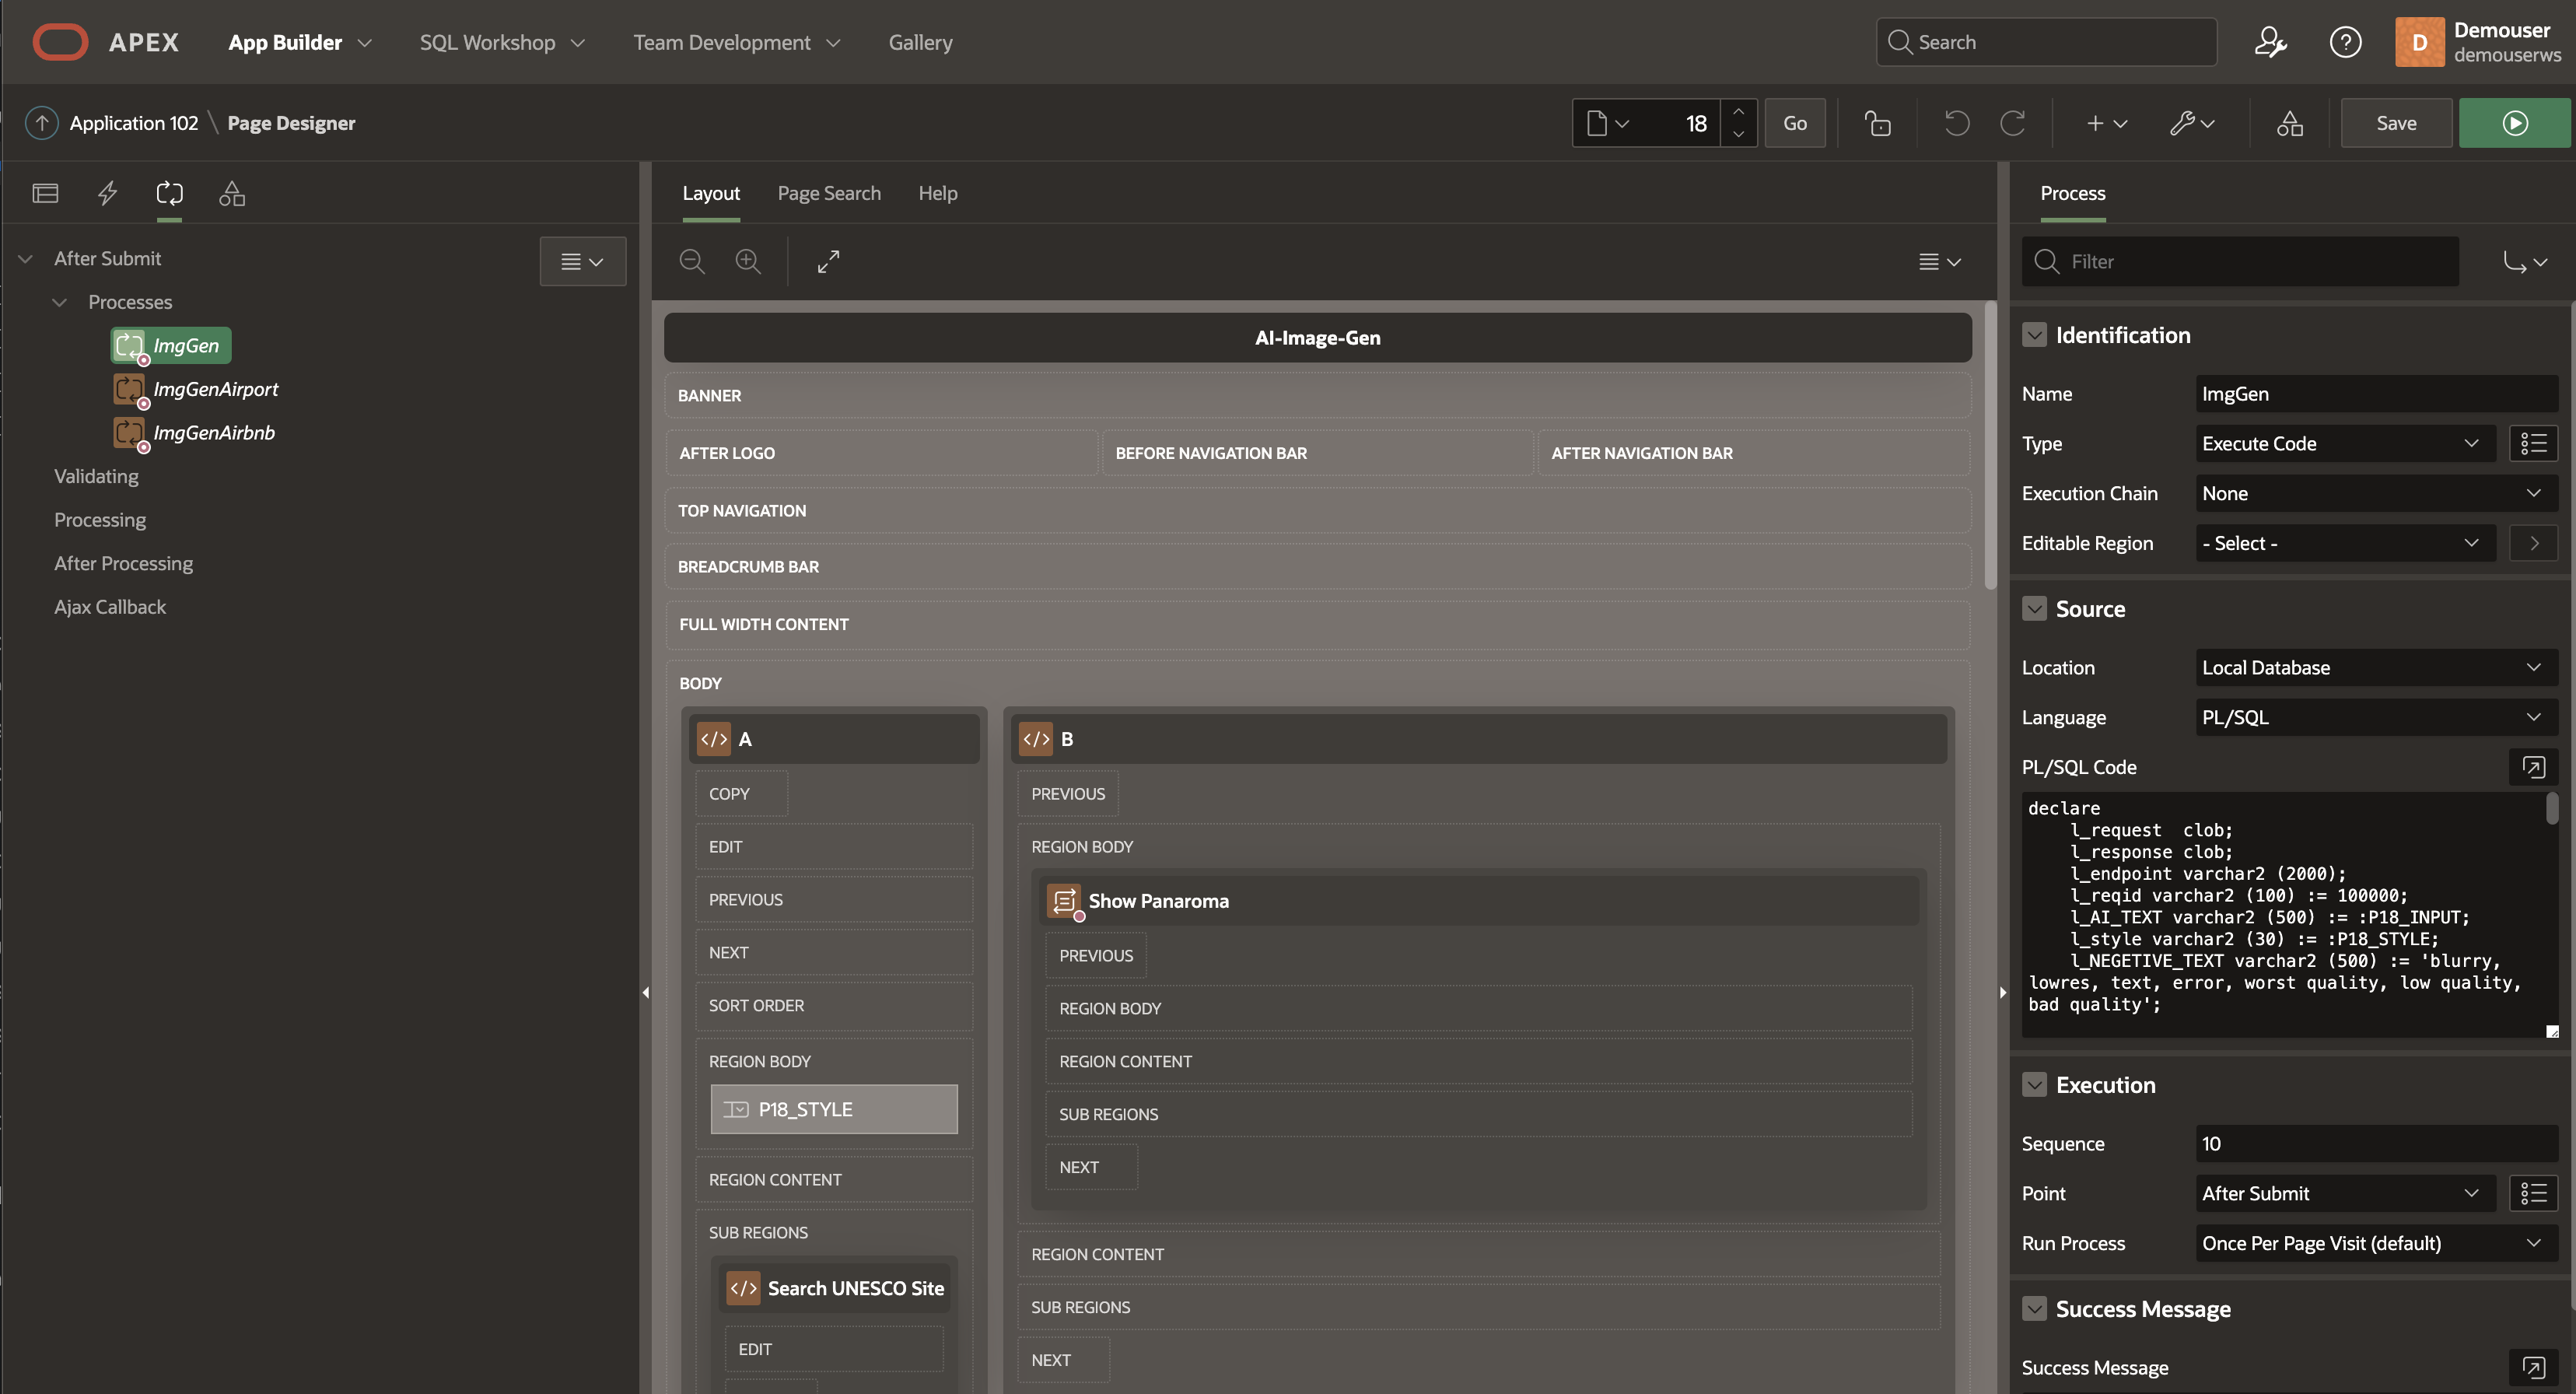 APEX
App Builder
SQL Workshop
Team Development
Gallery
Search
D
Demouser
demouserws
Application 102 \ Page Designer
18
Go
Save
After Submit
Processes
ImgGen
ImgGenAirport
ImgGenAirbnb
Validating
Processing
After Processing
Ajax Callback
Layout
Page Search
Help
AI-Image-Gen
BANNER
AFTER LOGO
BEFORE NAVIGATION BAR
AFTER NAVIGATION BAR
TOP NAVIGATION
BREADCRUMB BAR
FULL WIDTH CONTENT
BODY
</> A
COPY
EDIT
PREVIOUS
NEXT
SORT ORDER
REGION BODY
P18_STYLE
REGION CONTENT
SUB REGIONS
</> Search UNESCO Site
EDIT
</> B
PREVIOUS
REGION BODY
Show Panaroma
PREVIOUS
REGION BODY
REGION CONTENT
SUB REGIONS
NEXT
REGION CONTENT
SUB REGIONS
NEXT
Process
Filter
Identification
Name ImgGen
Type Execute Code
Execution Chain None
Editable Region - Select -
Source
Location Local Database
Language PL/SQL
PL/SQL Code
declare
l_request clob;
l_response clob;
l_endpoint varchar2 (2000);
l_reqid varchar2 (100) := 100000;
l_AI_TEXT varchar2 (500) := :P18_INPUT;
l_style varchar2 (30) := :P18_STYLE;
l_NEGETIVE_TEXT varchar2 (500) := 'blurry,
lowres, text, error, worst quality, low quality,
bad quality';
Execution
Sequence 10
Point After Submit
Run Process Once Per Page Visit (default)
Success Message
Success Message